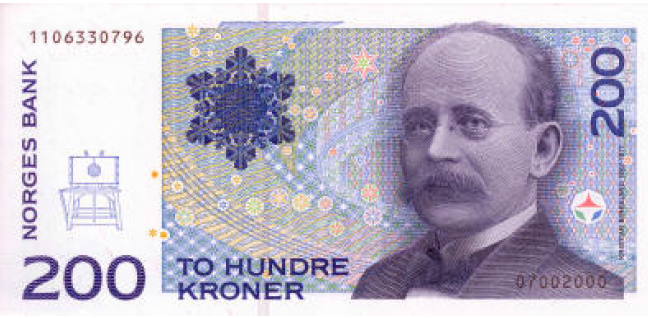 1106330796
NORGES BANK
200
200
TO HUNDRE
KRONER
07002000